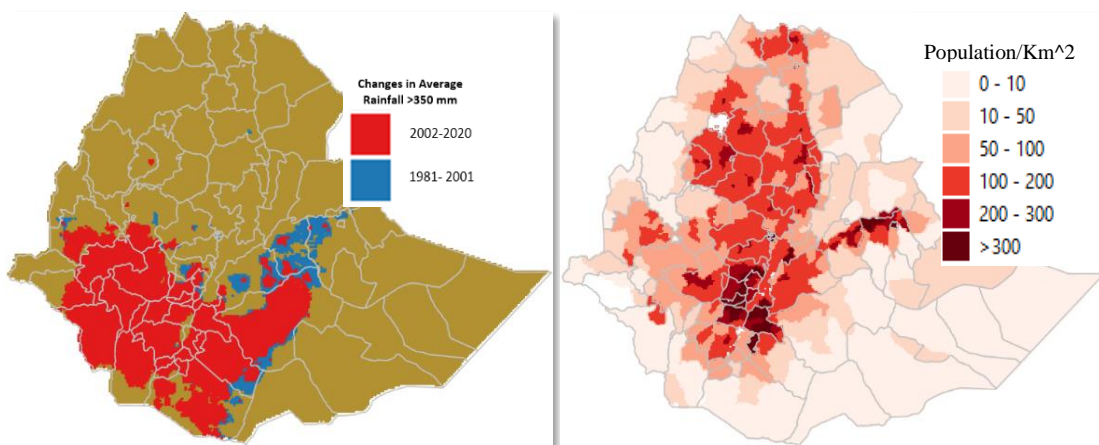 Changes in Average
Rainfall >350 mm
2002-2020
1981- 2001
Population/Km^2
0 - 10
10 - 50
50 - 100
100 - 200
200 - 300
>300